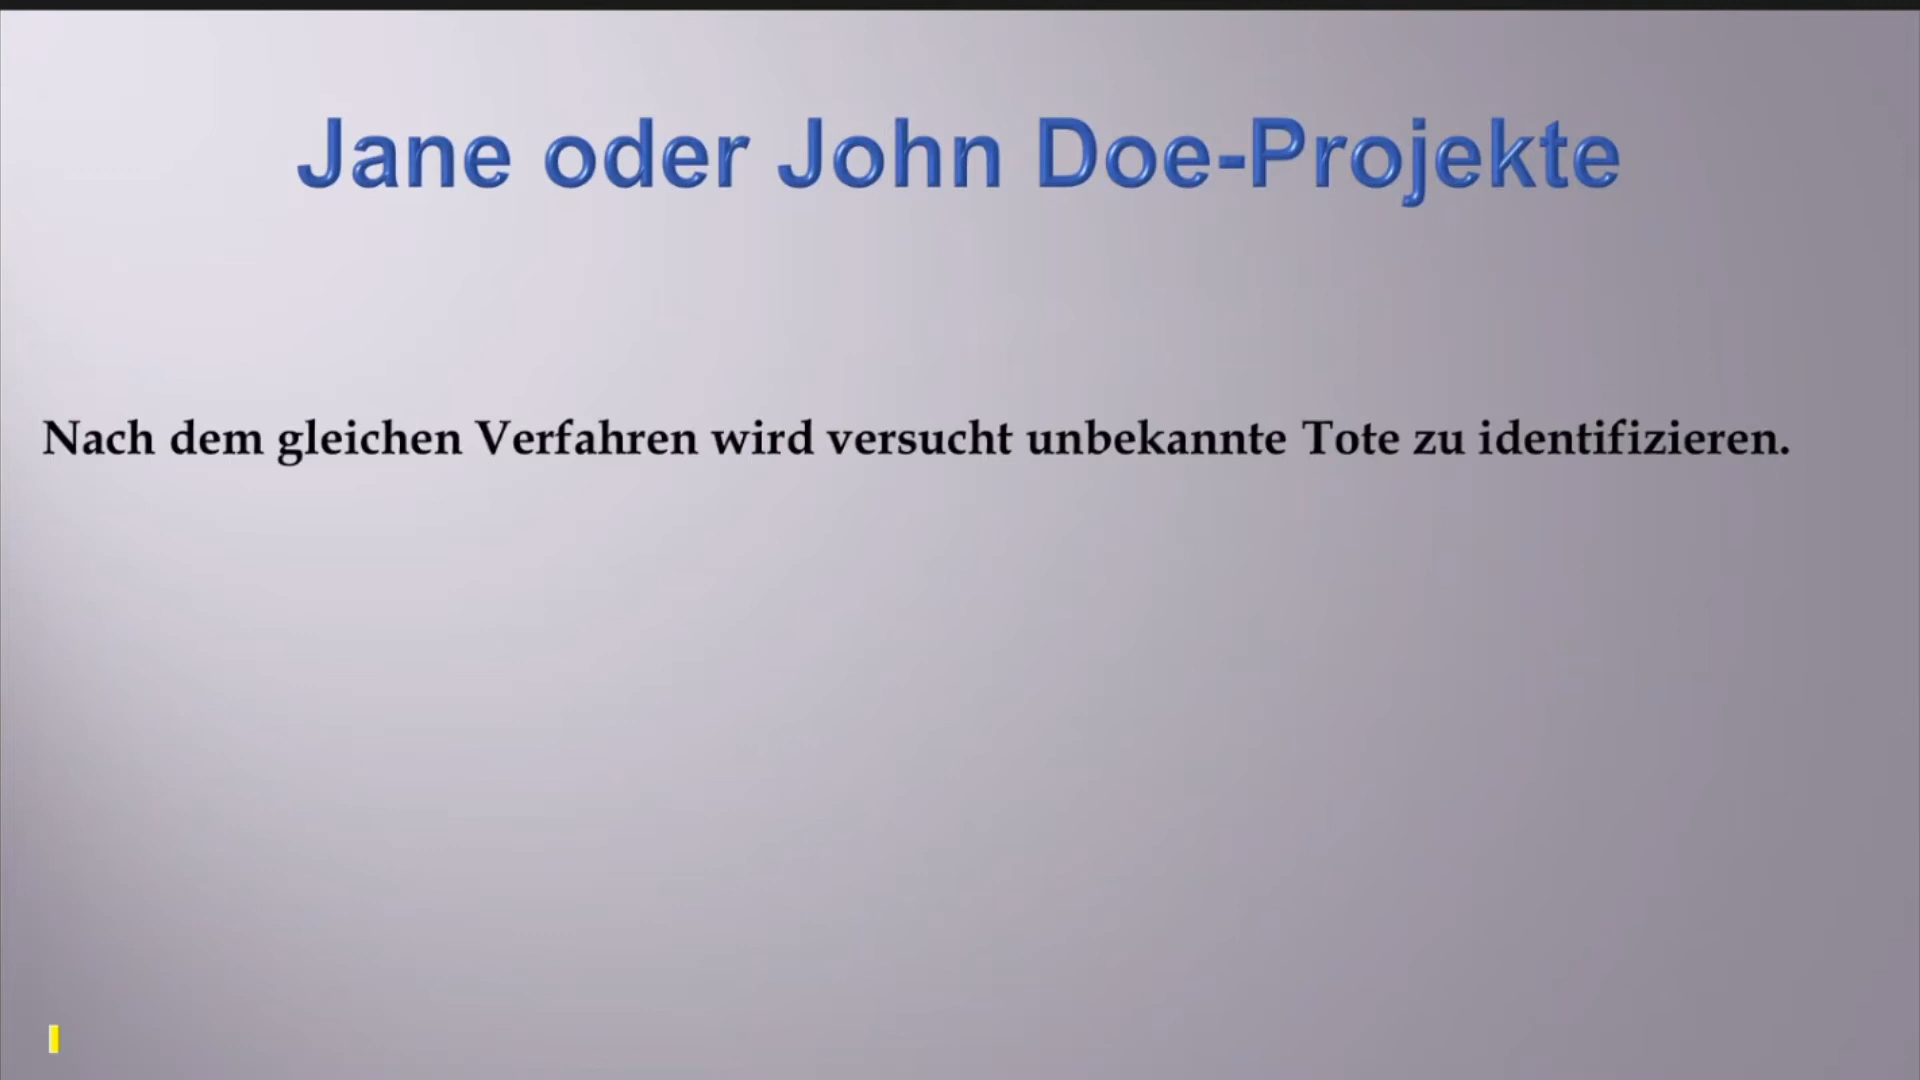 Jane oder John Doe-Projekte
Nach dem gleichen Verfahren wird versucht unbekannte Tote zu identifizieren.